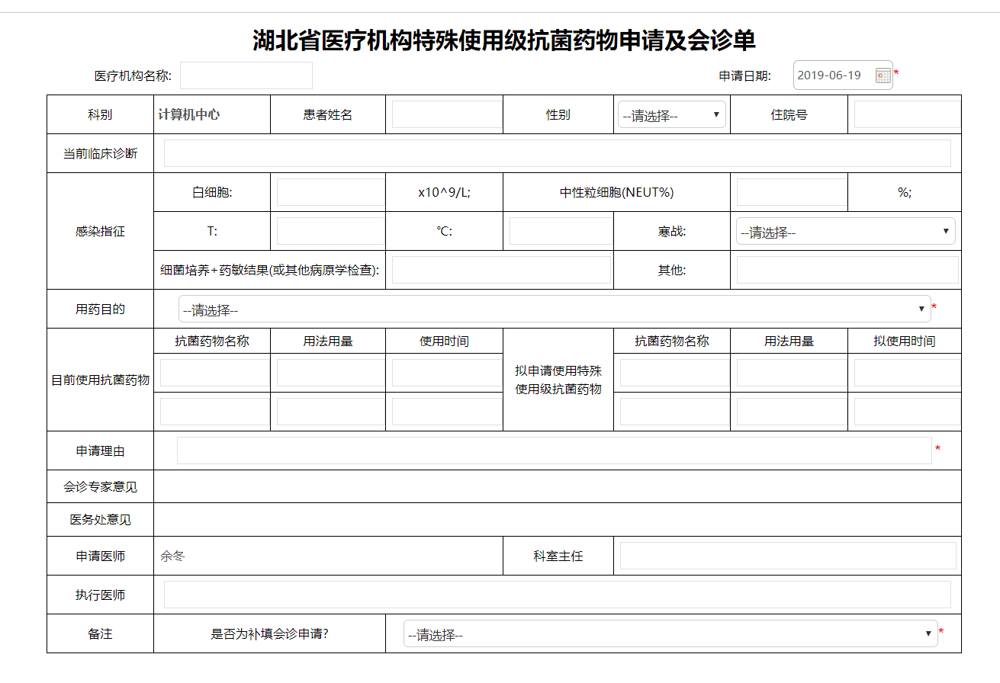 湖北省医疗机构特殊使用级抗菌药物申请及会诊单
医疗机构名称: 申请日期: 2019-06-19 *
科别 计算机中心 患者姓名 性别 --请选择-- 住院号
当前临床诊断
感染指征
白细胞: x10^9/L; 中性粒细胞(NEUT%) %;
T: ℃: 寒战: --请选择--
细菌培养+药敏结果(或其他病原学检查): 其他:
用药目的 --请选择-- *
目前使用抗菌药物
抗菌药物名称 用法用量 使用时间
拟申请使用特殊
使用级抗菌药物
抗菌药物名称 用法用量 拟使用时间
申请理由 *
会诊专家意见
医务处意见
申请医师 余冬 科室主任
执行医师
备注 是否为补填会诊申请? --请选择-- *